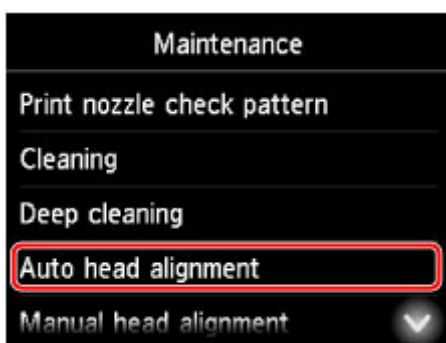 Maintenance
Print nozzle check pattern
Cleaning
Deep cleaning
Auto head alignment
Manual head alignment